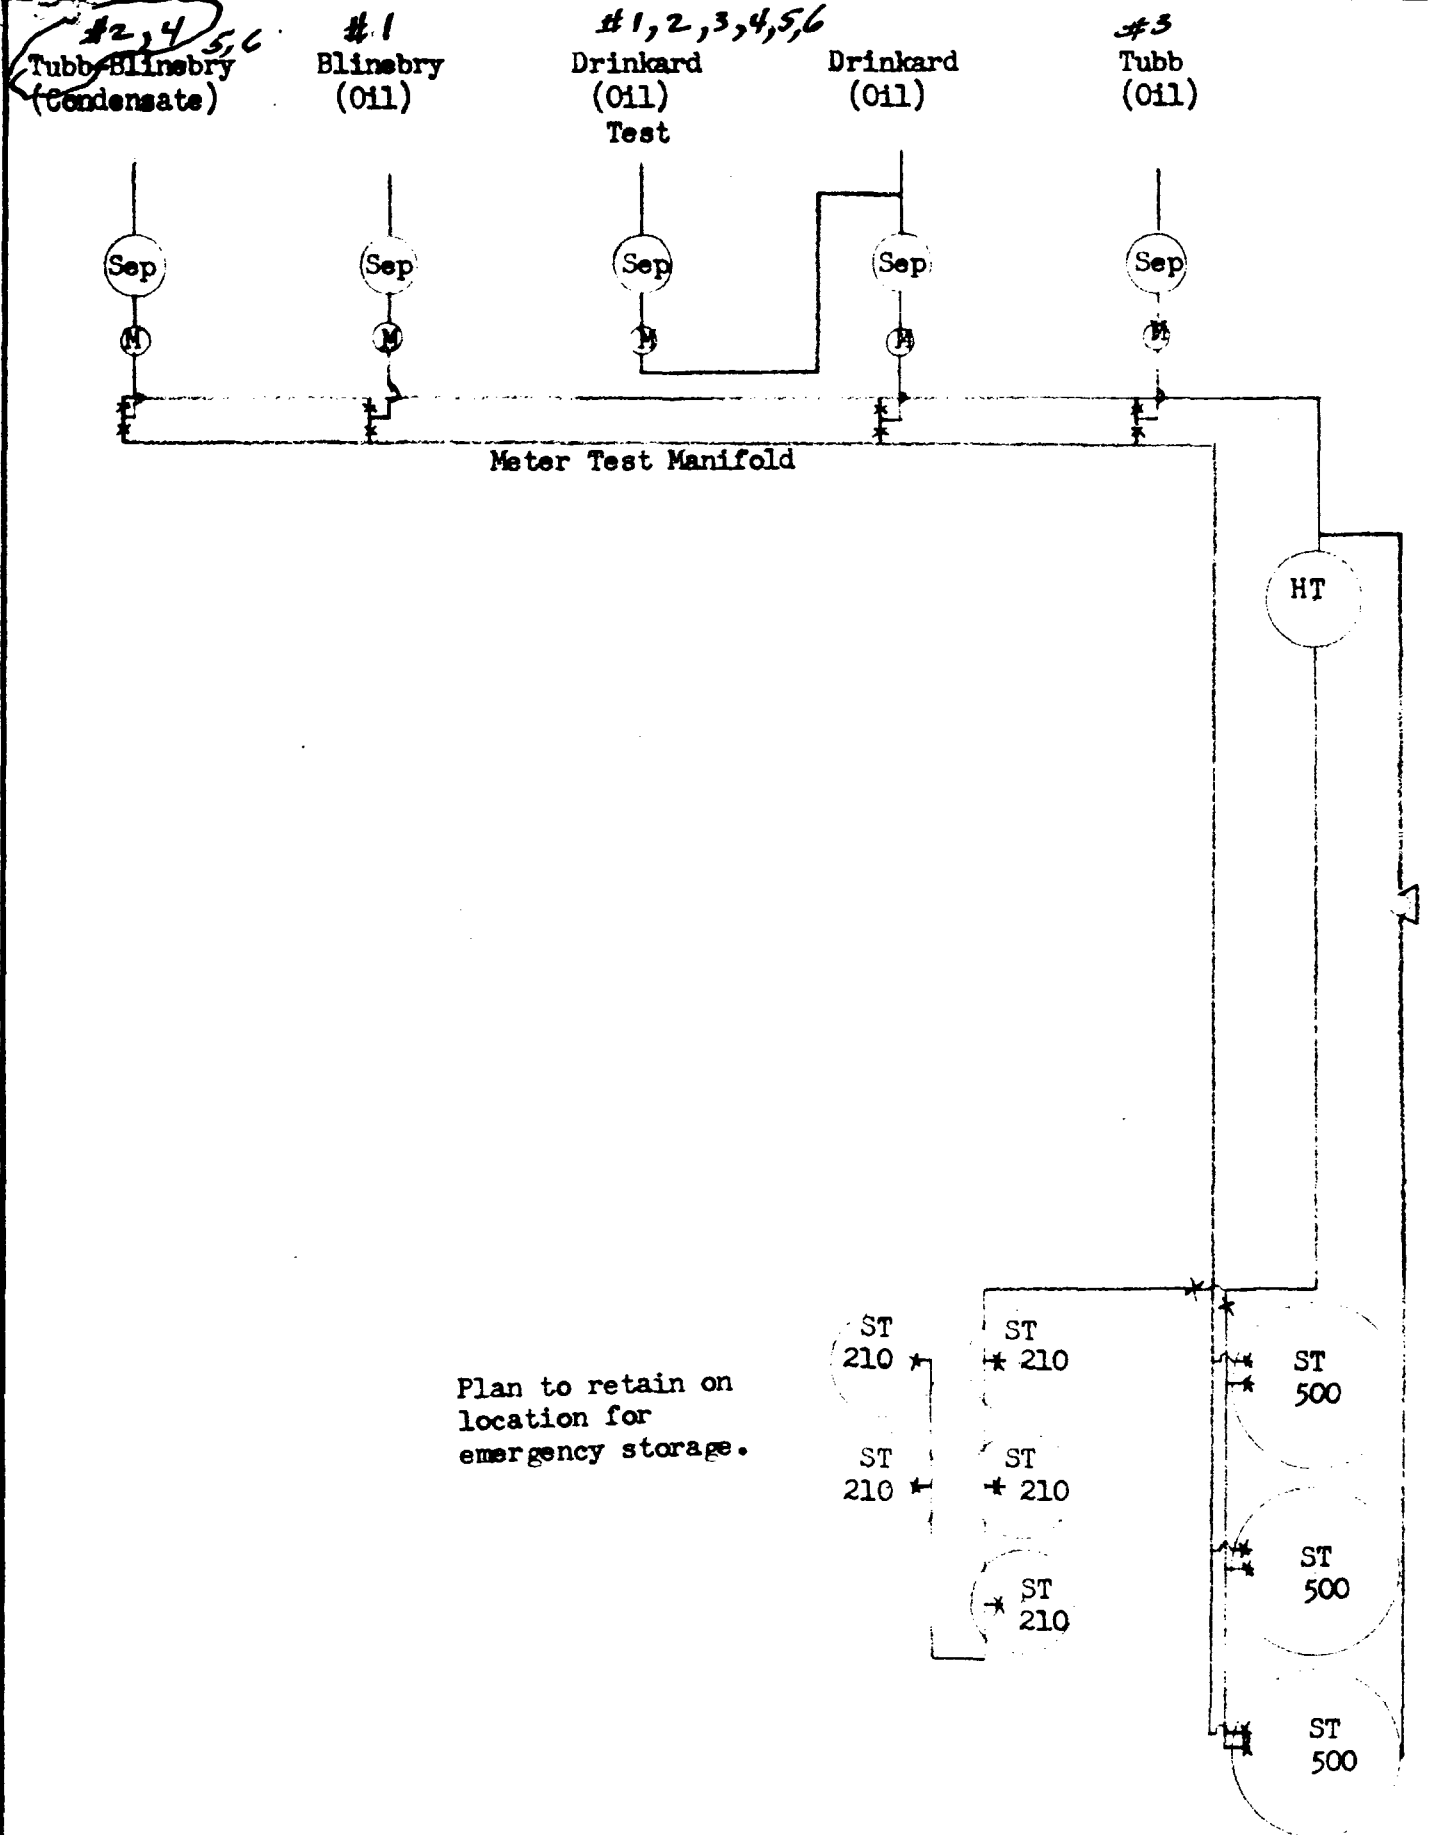 #2, 4 5, 6
Tubb-Blinebry
(Condensate)
#1
Blinebry
(Oil)
#1, 2, 3, 4, 5, 6
Drinkard
(Oil)
Test
Drinkard
(Oil)
#3
Tubb
(Oil)
Sep
Sep
Sep
Sep
Sep
M
M
M
M
M
Meter Test Manifold
HT
ST
210
ST
210
ST
500
Plan to retain on
location for
emergency storage.
ST
210
ST
210
ST
500
ST
210
ST
500